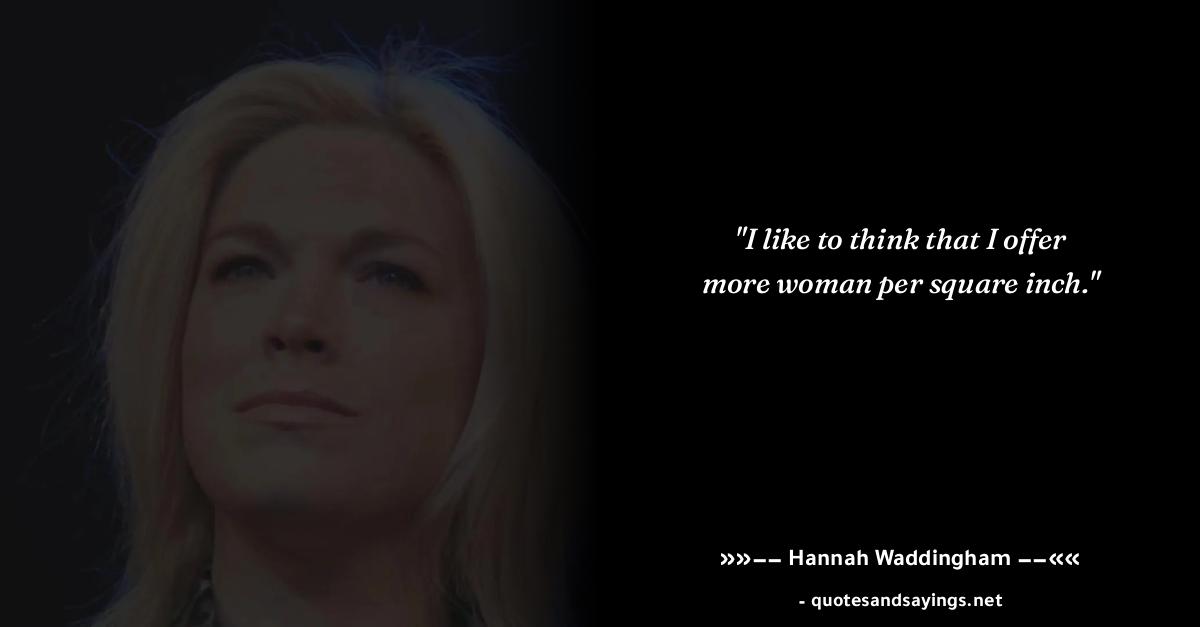 "I like to think that I offer
more woman per square inch."
»»−− Hannah Waddingham −−««
- quotesandsayings.net